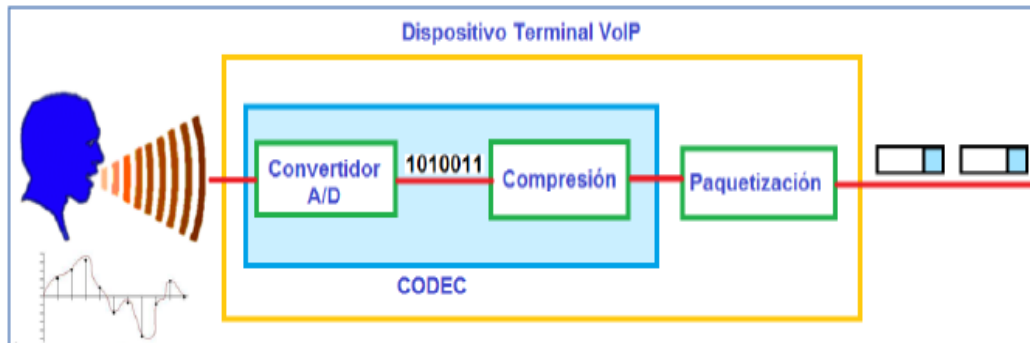 Dispositivo Terminal VoIP
Convertidor
A/D
1010011
Compresión
Paquetización
CODEC